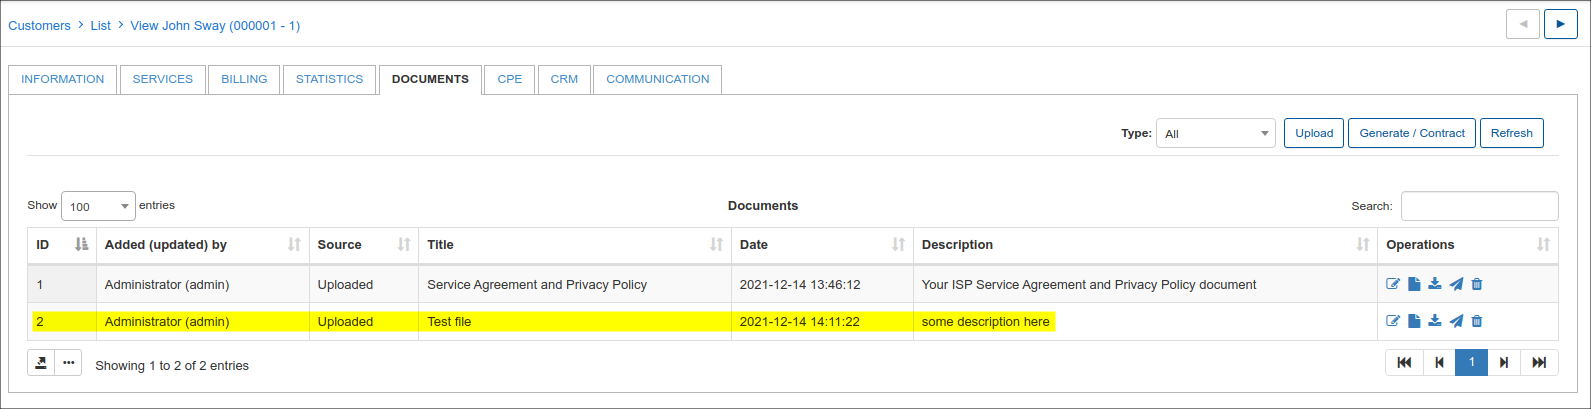 Customers > List > View John Sway (000001 - 1)
INFORMATION SERVICES BILLING STATISTICS DOCUMENTS CPE CRM COMMUNICATION
Type: All Upload Generate / Contract Refresh
Show 100 entries Documents Search:
ID Added (updated) by Source Title Date Description Operations
1 Administrator (admin) Uploaded Service Agreement and Privacy Policy 2021-12-14 13:46:12 Your ISP Service Agreement and Privacy Policy document
2 Administrator (admin) Uploaded Test file 2021-12-14 14:11:22 some description here
Showing 1 to 2 of 2 entries 1